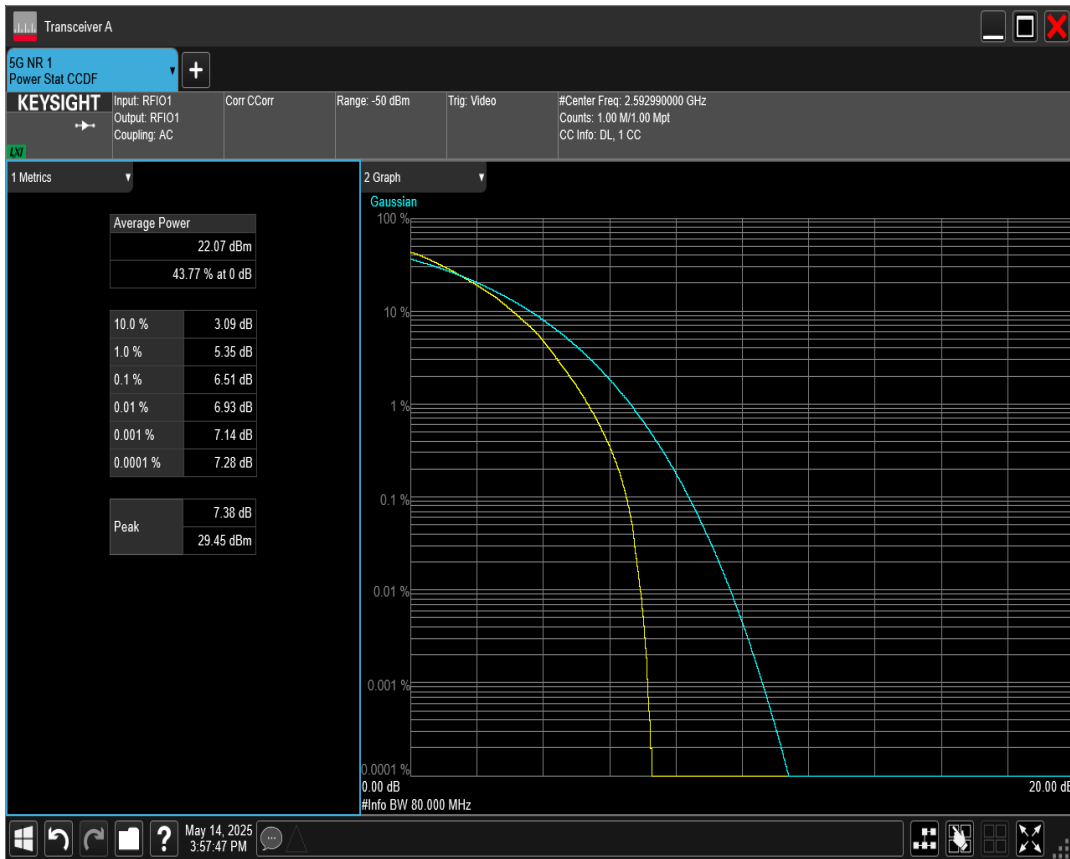 Transceiver A
5G NR 1
Power Stat CCDF
+
KEYSIGHT
LXI
Input: RFIO1
Output: RFIO1
Coupling: AC
Corr CCorr
Range: -50 dBm
Trig: Video
#Center Freq: 2.592990000 GHz
Counts: 1.00 M/1.00 Mpt
CC Info: DL, 1 CC
1 Metrics
Average Power
22.07 dBm
43.77 % at 0 dB
10.0 % 3.09 dB
1.0 % 5.35 dB
0.1 % 6.51 dB
0.01 % 6.93 dB
0.001 % 7.14 dB
0.0001 % 7.28 dB
Peak 7.38 dB
29.45 dBm
2 Graph
Gaussian
100 %
10 %
1 %
0.1 %
0.01 %
0.001 %
0.0001 %
0.00 dB 20.00 dB
#Info BW 80.000 MHz
?
May 14, 2025
3:57:47 PM